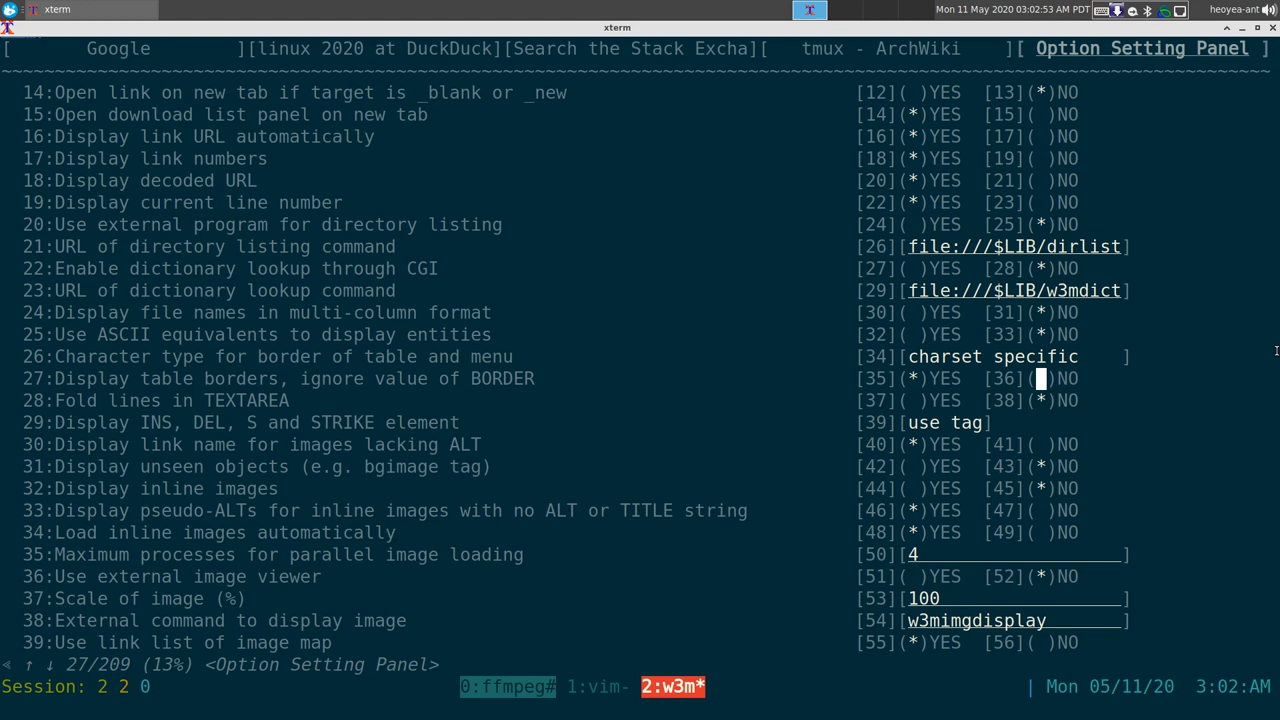 xterm
Mon 11 May 2020 03:02:53 PDT
heoyea-ant
xterm
[ Google ][linux 2020 at DuckDuck][Search the Stack Excha][ tmux - ArchWiki ][ Option Setting Panel ]
~~~~~~~~~~~~~~~~~~~~~~~~~~~~~~~~~~~~~~~~~~~~~~~~~~~~~~~~~~~~~~~~~~~~~~~~~~~~~~~~~~~~~~~~~~~~~~~~~~~~~~~~~~~~~~~~~~~~~~~
14:Open link on new tab if target is _blank or _new [12]( )YES [13](*)NO
15:Open download list panel on new tab [14](*)YES [15]( )NO
16:Display link URL automatically [16](*)YES [17]( )NO
17:Display link numbers [18](*)YES [19]( )NO
18:Display decoded URL [20](*)YES [21]( )NO
19:Display current line number [22](*)YES [23]( )NO
20:Use external program for directory listing [24]( )YES [25](*)NO
21:URL of directory listing command [26][file:///$LIB/dirlist]
22:Enable dictionary lookup through CGI [27]( )YES [28](*)NO
23:URL of dictionary lookup command [29][file:///$LIB/w3mdict]
24:Display file names in multi-column format [30]( )YES [31](*)NO
25:Use ASCII equivalents to display entities [32]( )YES [33](*)NO
26:Character type for border of table and menu [34][charset specific ]
27:Display table borders, ignore value of BORDER [35](*)YES [36]( )NO
28:Fold lines in TEXTAREA [37]( )YES [38](*)NO
29:Display INS, DEL, S and STRIKE element [39][use tag]
30:Display link name for images lacking ALT [40](*)YES [41]( )NO
31:Display unseen objects (e.g. bgimage tag) [42]( )YES [43](*)NO
32:Display inline images [44]( )YES [45](*)NO
33:Display pseudo-ALTs for inline images with no ALT or TITLE string [46](*)YES [47]( )NO
34:Load inline images automatically [48](*)YES [49]( )NO
35:Maximum processes for parallel image loading [50][4___________________]
36:Use external image viewer [51]( )YES [52](*)NO
37:Scale of image (%) [53][100_________________]
38:External command to display image [54][w3mimgdisplay_______]
39:Use link list of image map [55](*)YES [56]( )NO
« ↑ ↓ 27/209 (13%) <Option Setting Panel>
Session: 2 2 0 0:ffmpeg# 1:vim- 2:w3m* | Mon 05/11/20 3:02:AM